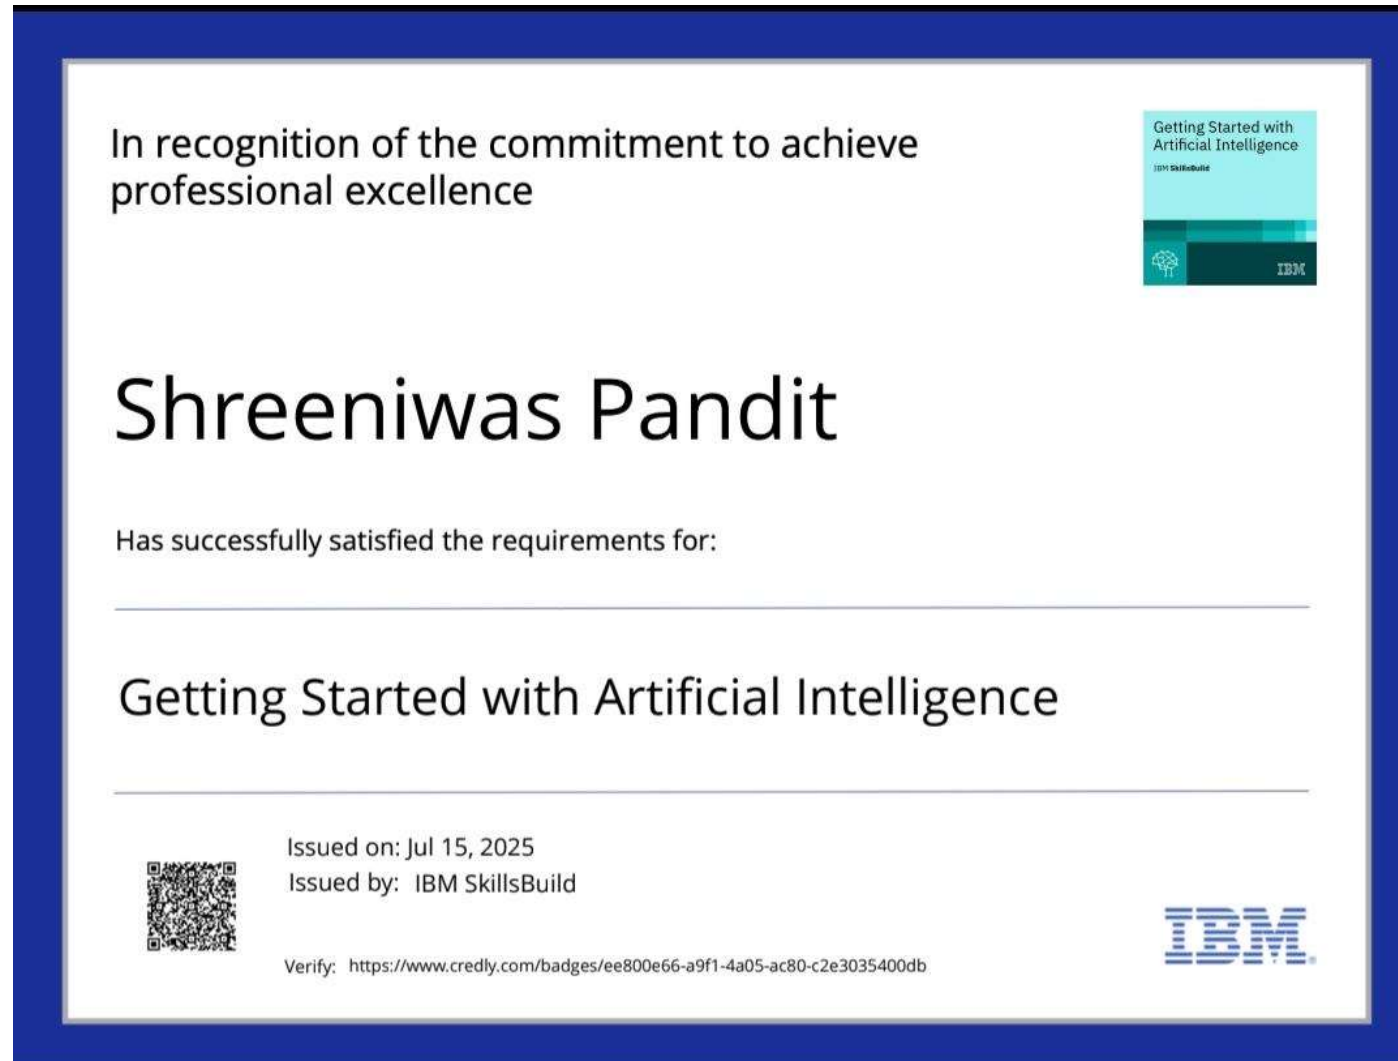 In recognition of the commitment to achieve
professional excellence
Getting Started with
Artificial Intelligence
IBM SkillsBuild
IBM
Shreeniwas Pandit
Has successfully satisfied the requirements for:
Getting Started with Artificial Intelligence
Issued on: Jul 15, 2025
Issued by: IBM SkillsBuild
Verify: https://www.credly.com/badges/ee800e66-a9f1-4a05-ac80-c2e3035400db
IBM